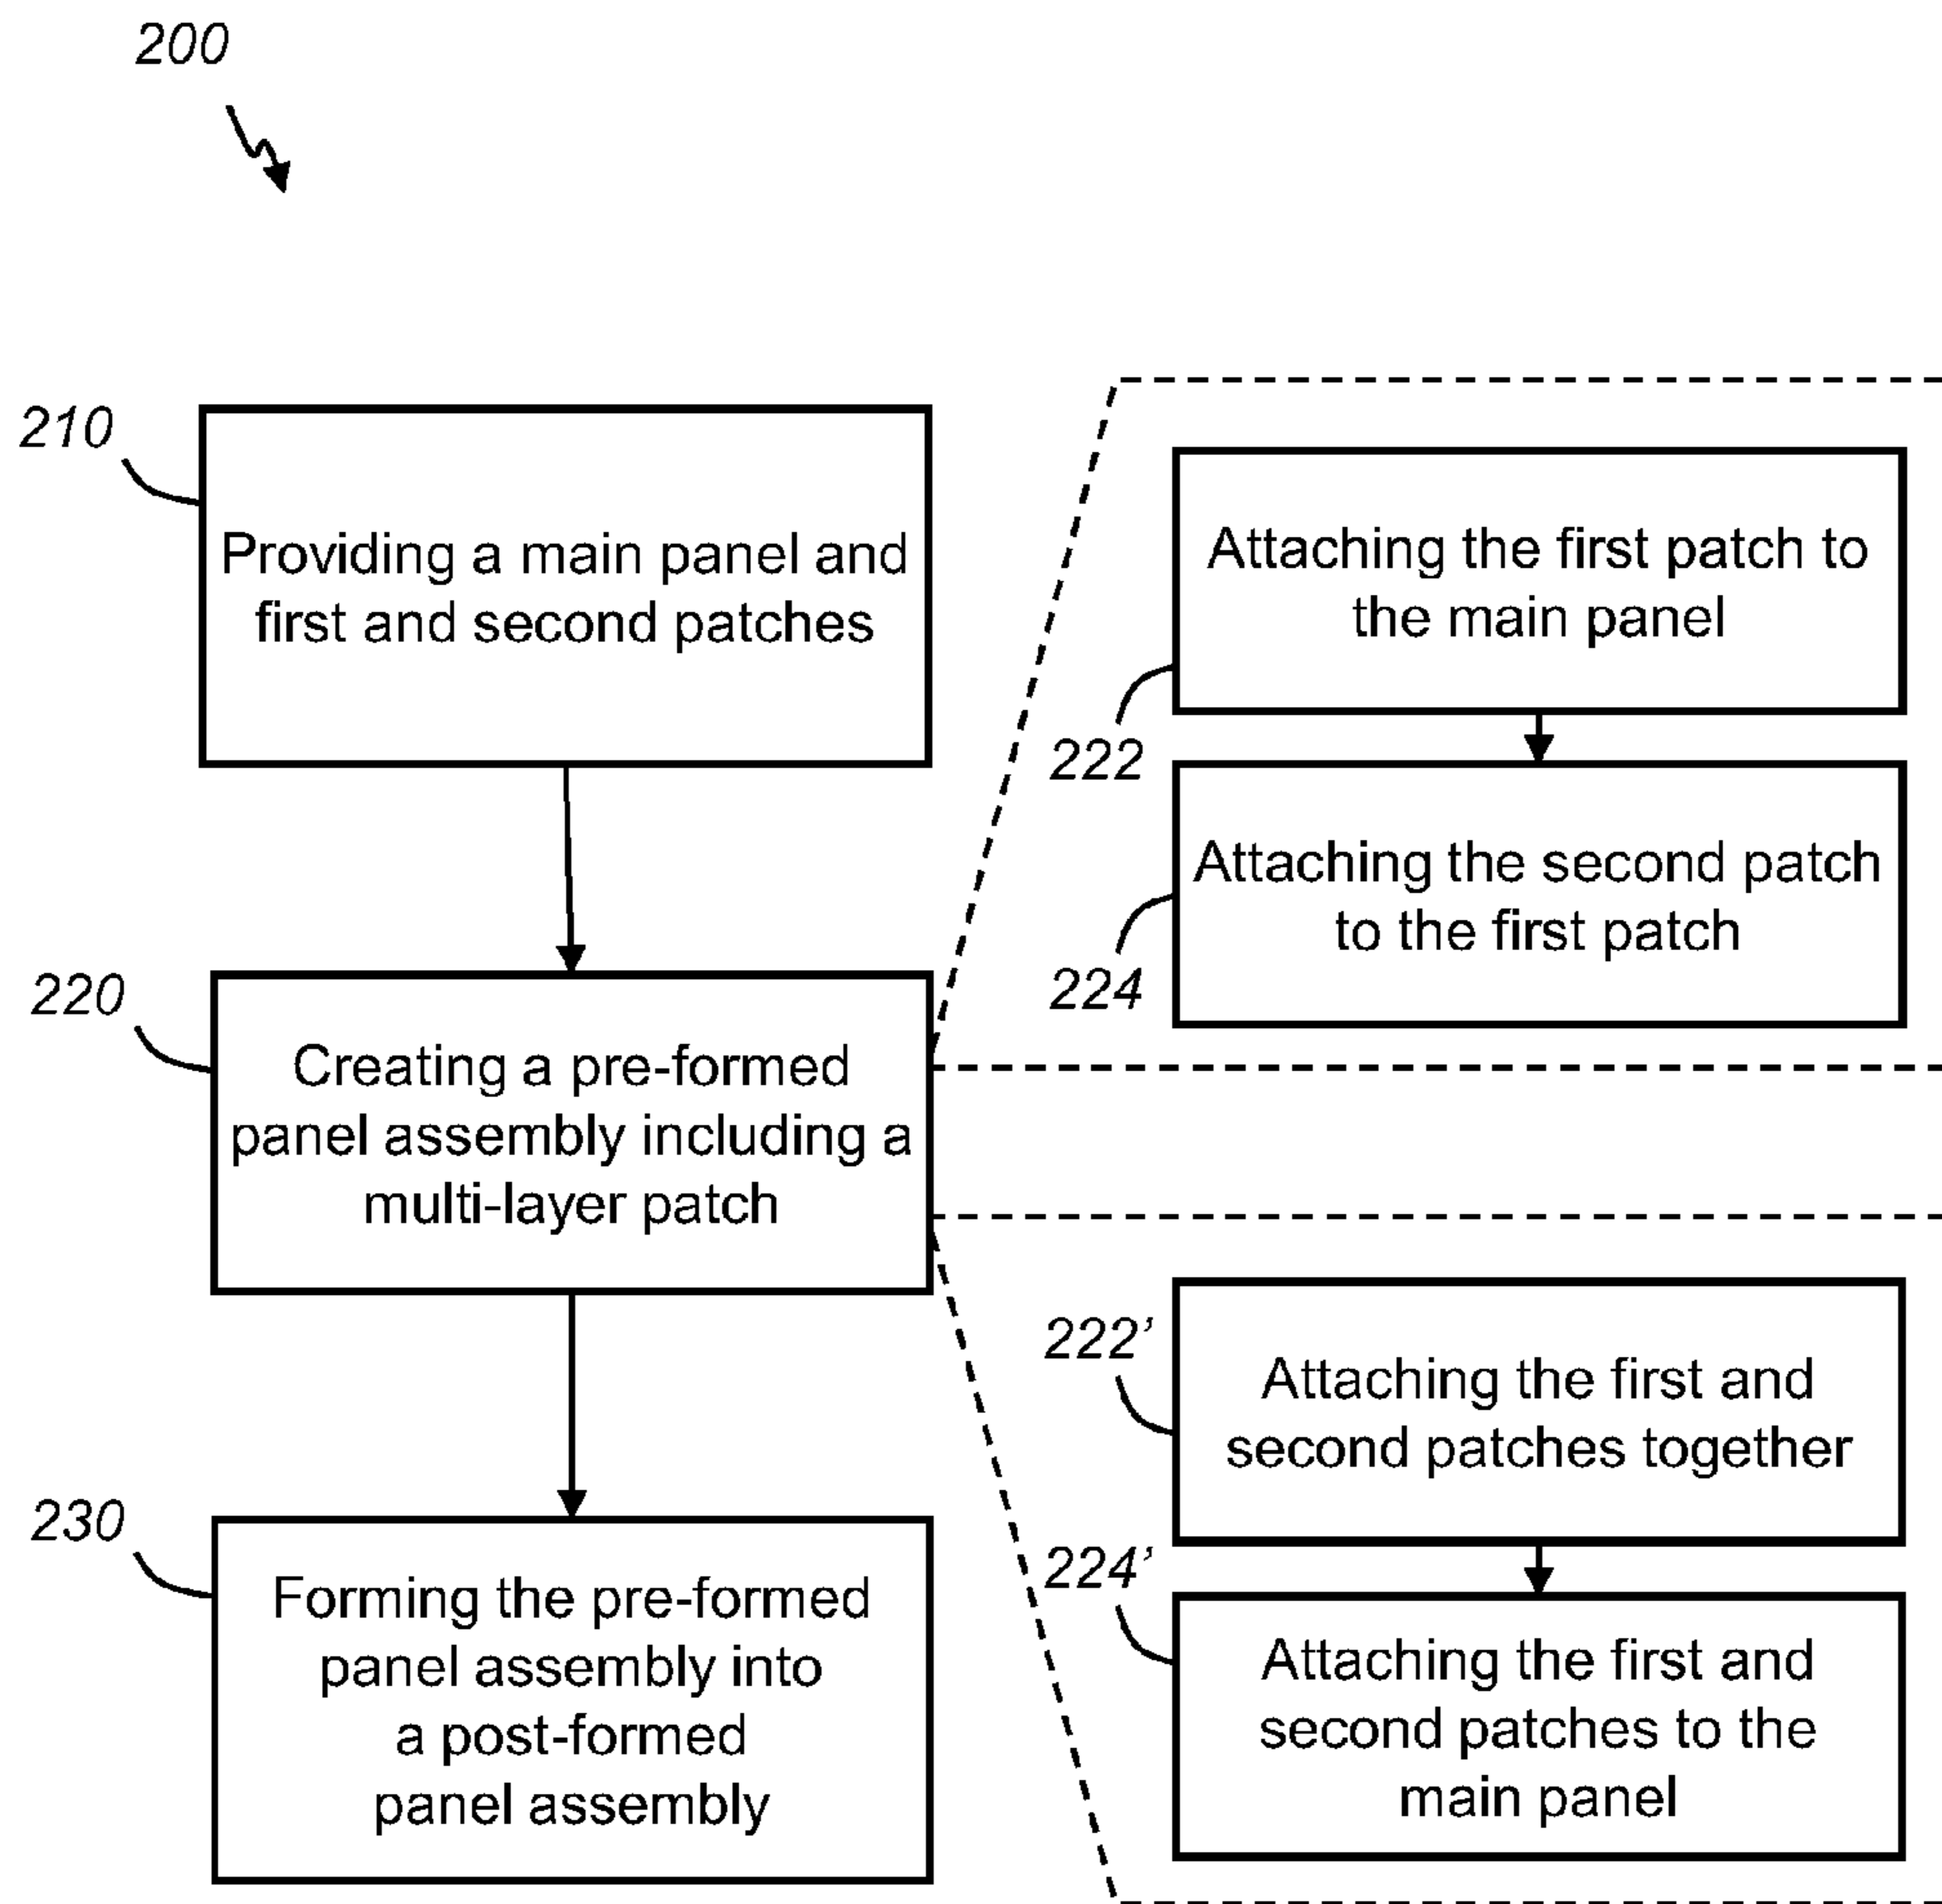 200
210
Providing a main panel and
first and second patches
220
Creating a pre-formed
panel assembly including a
multi-layer patch
230
Forming the pre-formed
panel assembly into
a post-formed
panel assembly
Attaching the first patch to
the main panel
222
Attaching the second patch
to the first patch
224
222’
Attaching the first and
second patches together
224’
Attaching the first and
second patches to the
main panel